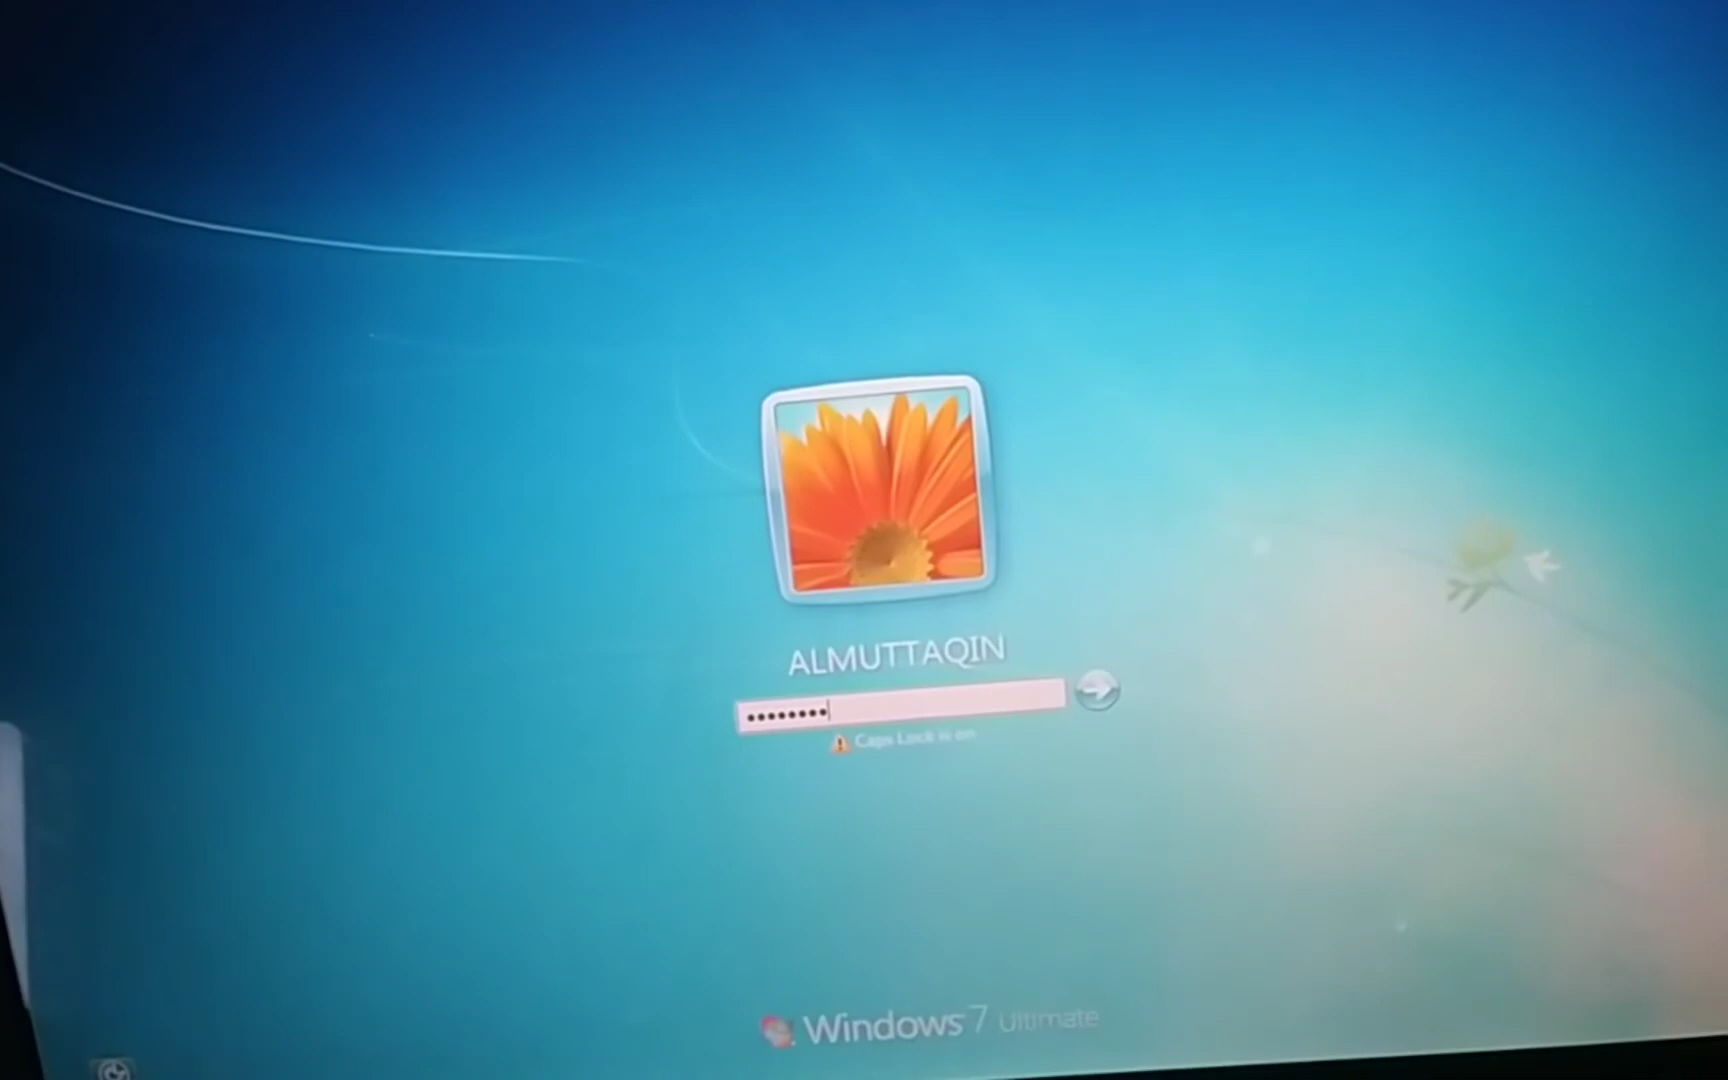 ALMUTTAQIN
••••••••
Caps Lock is on
Windows 7 Ultimate